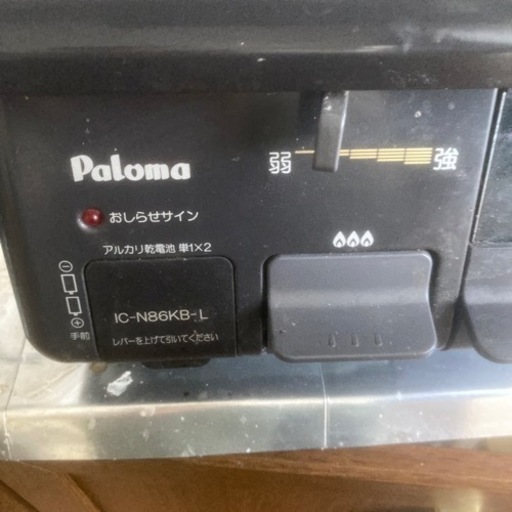 Paloma
弱 強
おしらせサイン
アルカリ乾電池 単1×2
IC-N86KB-L
レバーを上げて引いてください
⊖
⊕
手前